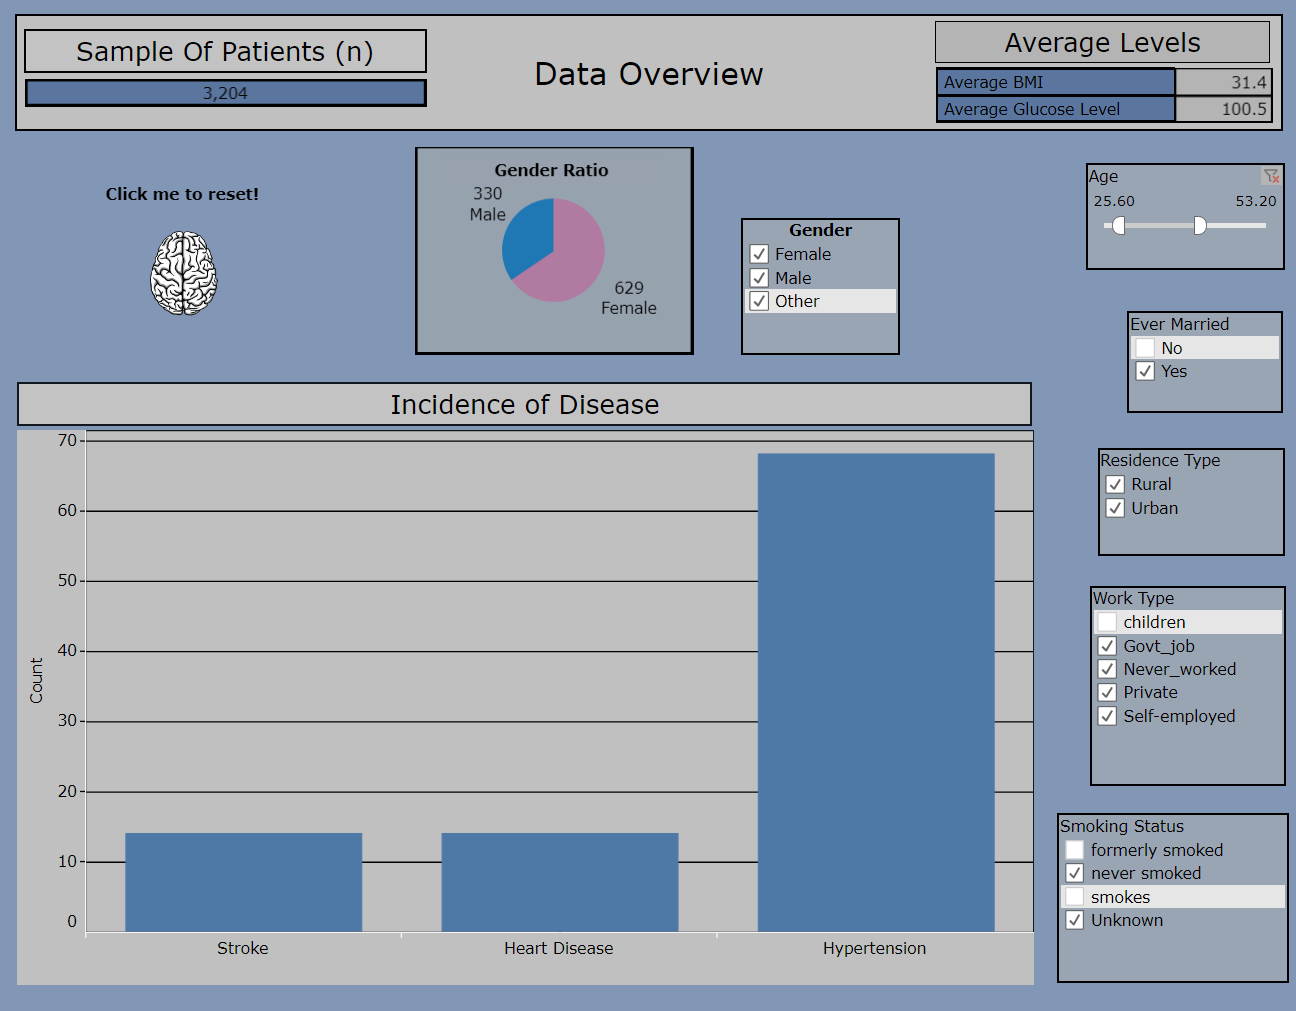 Sample Of Patients (n)
3,204
Data Overview
Average Levels
Average BMI 31.4
Average Glucose Level 100.5
Click me to reset!
Gender Ratio
330
Male
629
Female
Gender
Female
Male
Other
Age
25.60 53.20
Ever Married
No
Yes
Residence Type
Rural
Urban
Work Type
children
Govt_job
Never_worked
Private
Self-employed
Smoking Status
formerly smoked
never smoked
smokes
Unknown
Incidence of Disease
70
60
50
40
30
20
10
0
Count
Stroke Heart Disease Hypertension